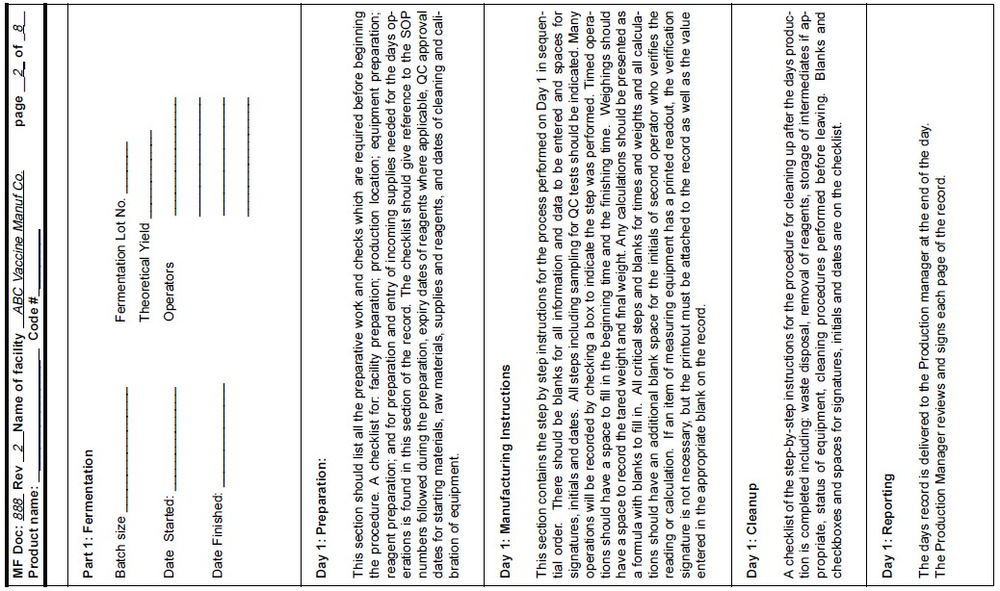 MF Doc: 888 Rev 2 Name of facility ABC Vaccine Manuf Co. page 2 of 8
Product name: Code #
Part 1: Fermentation
Batch size Fermentation Lot No.
Theoretical Yield
Date Started: Operators
Date Finished:
Day 1: Preparation:
This section should list all the preparative work and checks which are required before beginning
the procedure. A checklist for: facility preparation; production location; equipment preparation;
reagent preparation; and for preparation and entry of incoming supplies needed for the days op-
erations is found in this section of the record. The checklist should give reference to the SOP
numbers followed during the preparation, expiry dates of reagents where applicable, QC approval
dates for starting materials, raw materials, supplies and reagents, and dates of cleaning and cali-
bration of equipment.
Day 1: Manufacturing Instructions
This section contains the step by step instructions for the process performed on Day 1 in sequen-
tial order. There should be blanks for all information and data to be entered and spaces for
signatures, initials and dates. All steps including sampling for QC tests should be indicated. Many
operations will be recorded by checking a box to indicate the step was performed. Timed opera-
tions should have a space to fill in the beginning time and the finishing time. Weighings should
have a space to record the tared weight and final weight. Any calculations should be presented as
a formula with blanks to fill in. All critical steps and blanks for times and weights and all calcula-
tions should have an additional blank space for the initials of second operator who verifies the
reading or calculation. If an item of measuring equipment has a printed readout, the verification
signature is not necessary, but the printout must be attached to the record as well as the value
entered in the appropriate blank on the record.
Day 1: Cleanup
A checklist of the step-by-step instructions for the procedure for cleaning up after the days produc-
tion is completed including: waste disposal, removal of reagents, storage of intermediates if ap-
propriate, status of equipment, cleaning procedures performed before leaving. Blanks and
checkboxes and spaces for signatures, initials and dates are on the checklist.
Day 1: Reporting
The days record is delivered to the Production manager at the end of the day.
The Production Manager reviews and signs each page of the record.